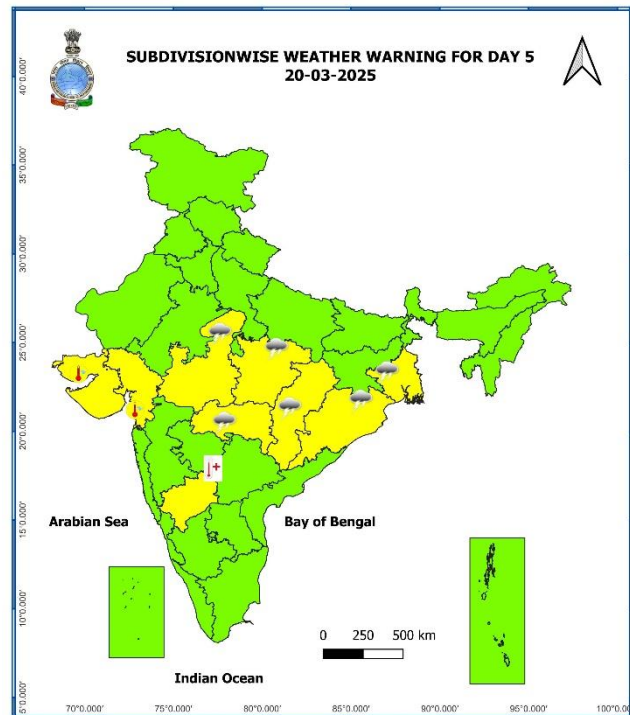 SUBDIVISIONWISE WEATHER WARNING FOR DAY 5
20-03-2025
40°0.000'
35°0.000'
30°0.000'
25°0.000'
20°0.000'
15°0.000'
10°0.000'
5°0.000'
Arabian Sea
Bay of Bengal
0 250 500 km
Indian Ocean
70°0.000' 75°0.000' 80°0.000' 85°0.000' 90°0.000' 95°0.000' 100°0.0